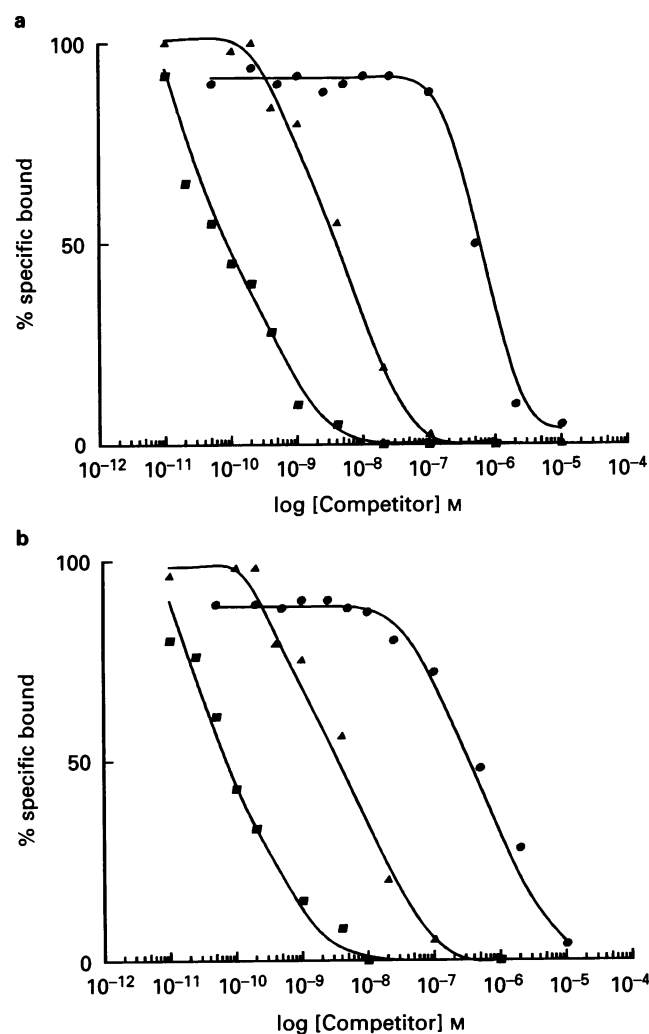 a
100
50
0
% specific bound
10⁻¹² 10⁻¹¹ 10⁻¹⁰ 10⁻⁹ 10⁻⁸ 10⁻⁷ 10⁻⁶ 10⁻⁵ 10⁻⁴
log [Competitor] M
b
100
50
0
% specific bound
10⁻¹² 10⁻¹¹ 10⁻¹⁰ 10⁻⁹ 10⁻⁸ 10⁻⁷ 10⁻⁶ 10⁻⁵ 10⁻⁴
log [Competitor] M